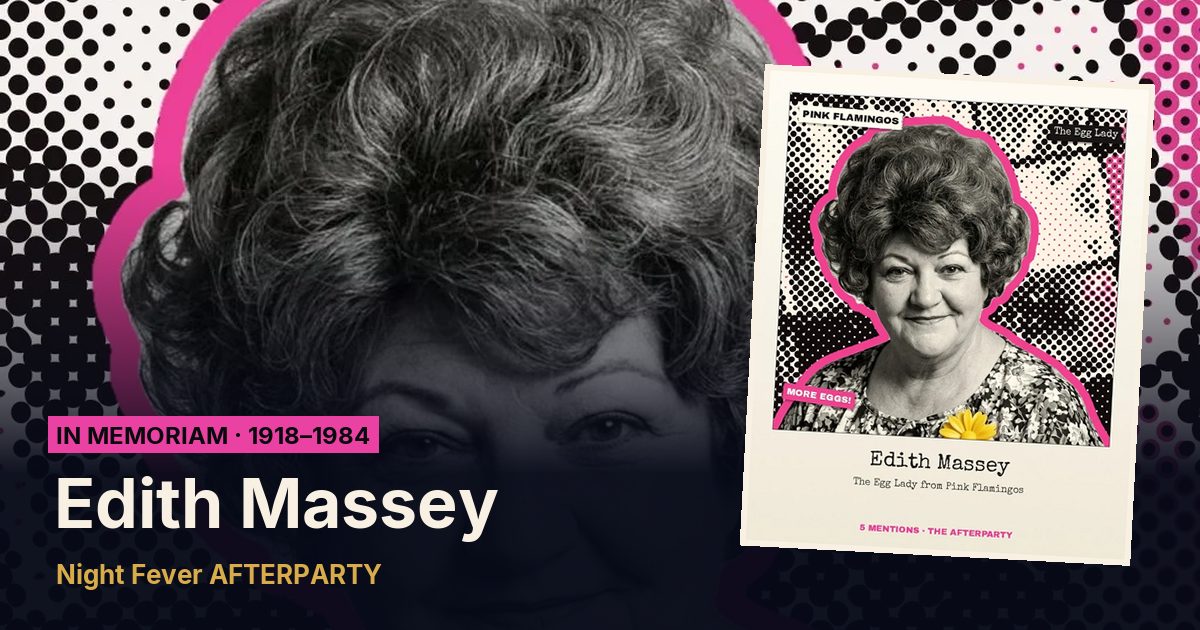 IN MEMORIAM · 1918–1984
Edith Massey
Night Fever AFTERPARTY
PINK FLAMINGOS
The Egg Lady
MORE EGGS!
Edith Massey
The Egg Lady from Pink Flamingos
5 MENTIONS · THE AFTERPARTY